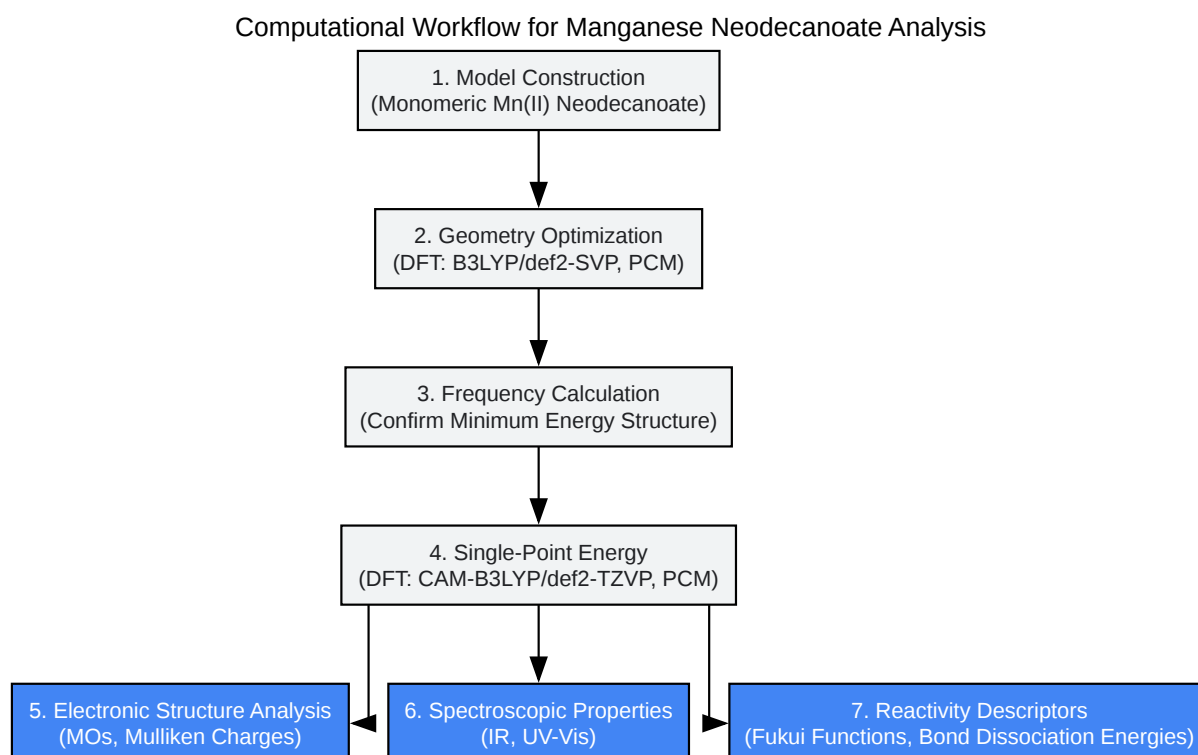 Computational Workflow for Manganese Neodecanoate Analysis
1. Model Construction
(Monomeric Mn(II) Neodecanoate)
2. Geometry Optimization
(DFT: B3LYP/def2-SVP, PCM)
3. Frequency Calculation
(Confirm Minimum Energy Structure)
4. Single-Point Energy
(DFT: CAM-B3LYP/def2-TZVP, PCM)
5. Electronic Structure Analysis
(MOs, Mulliken Charges)
6. Spectroscopic Properties
(IR, UV-Vis)
7. Reactivity Descriptors
(Fukui Functions, Bond Dissociation Energies)